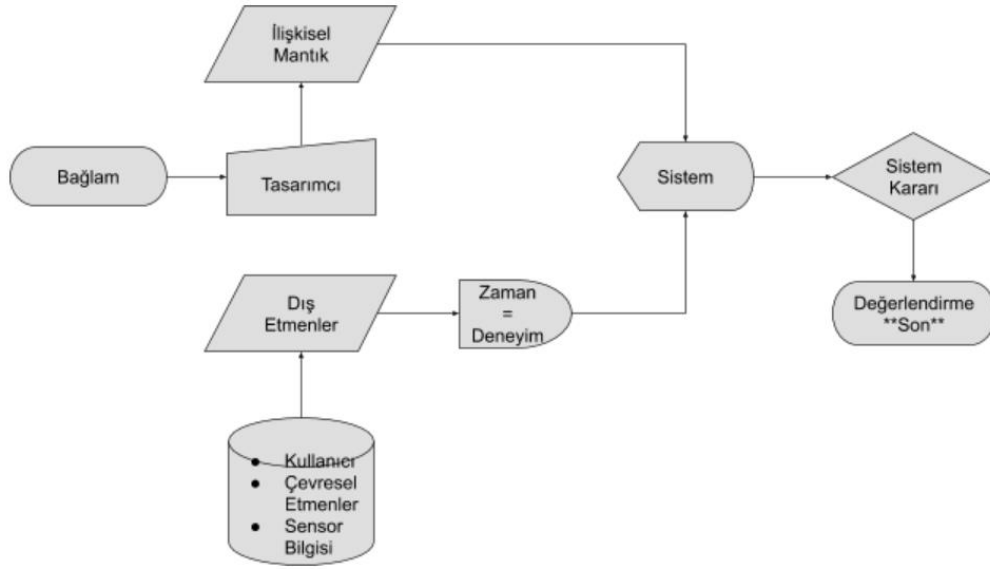 İlişkisel
Mantık
Bağlam
Tasarımcı
Sistem
Sistem
Kararı
Dış
Etmenler
Zaman
=
Deneyim
Değerlendirme
**Son**
● Kullanıcı
● Çevresel
Etmenler
● Sensor
Bilgisi